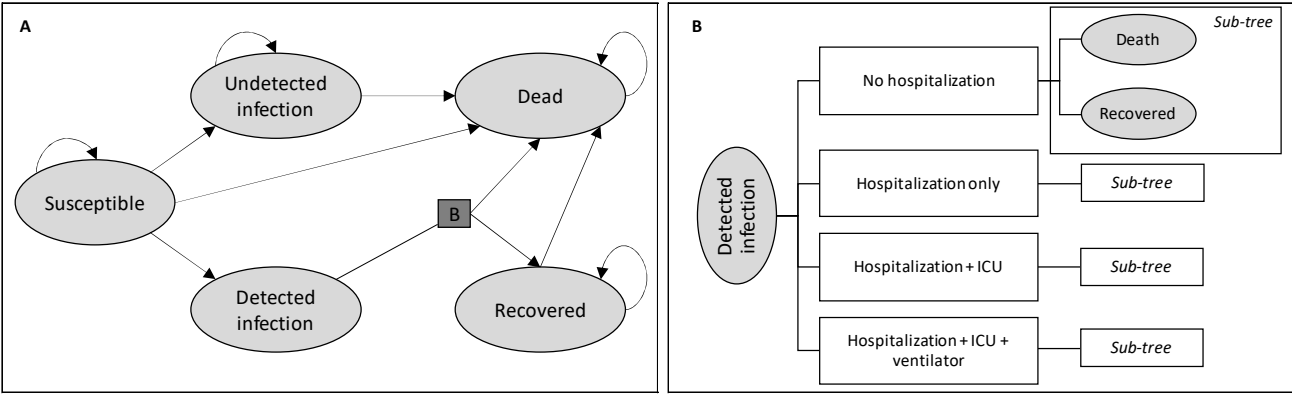 A
Undetected
infection
Dead
Susceptible
B
Detected
infection
Recovered
B
Sub-tree
Death
No hospitalization
Recovered
Detected
infection
Hospitalization only
Sub-tree
Hospitalization + ICU
Sub-tree
Hospitalization + ICU +
ventilator
Sub-tree